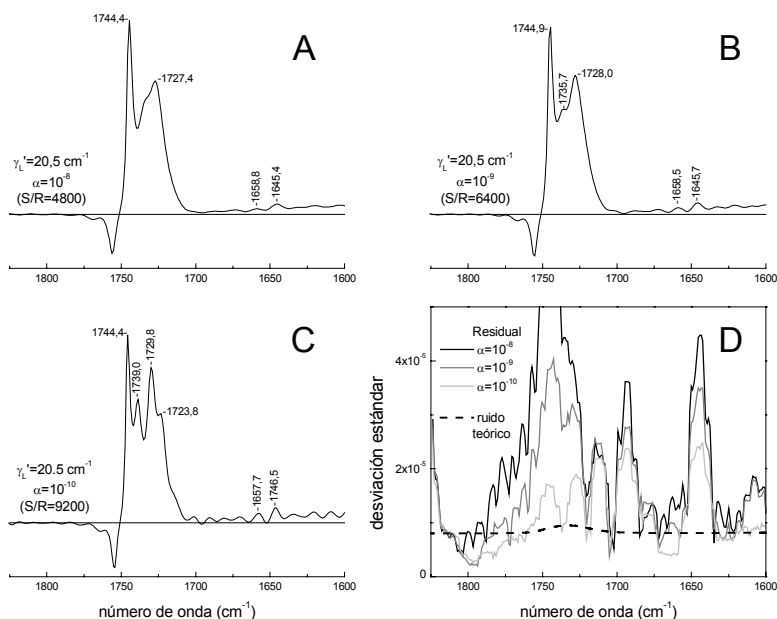 A
1744,4
1727,4
γL'=20,5 cm-1
α=10-8
(S/R=4800)
1658,8
1645,4
1800
1750
1700
1650
1600
B
1744,9
1735,7
1728,0
γL'=20,5 cm-1
α=10-9
(S/R=6400)
1658,5
1645,7
1800
1750
1700
1650
1600
C
1744,4
1739,0
1729,8
1723,8
γL'=20.5 cm-1
α=10-10
(S/R=9200)
1657,7
1746,5
1800
1750
1700
1650
1600
número de onda (cm-1)
D
Residual
α=10-8
α=10-9
α=10-10
ruido
teórico
desviación estándar
4x10-5
2x10-5
0
1800
1750
1700
1650
1600
número de onda (cm-1)